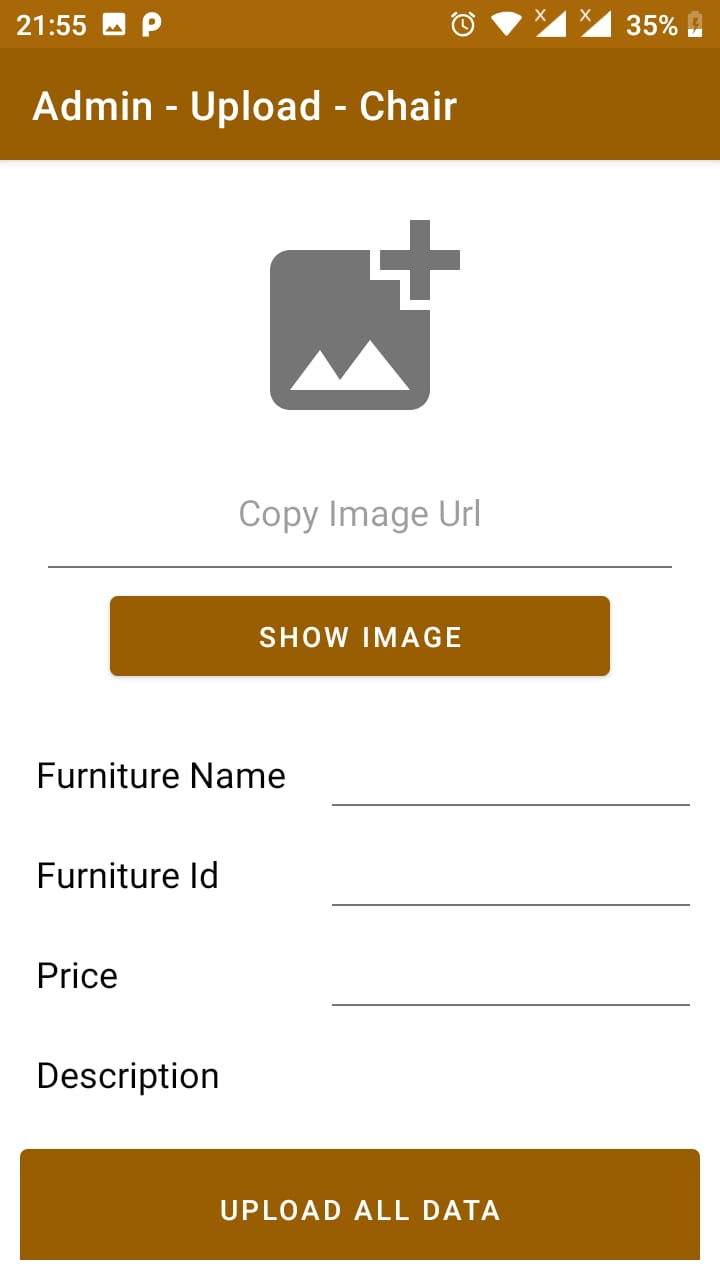 21:55 35%
Admin - Upload - Chair
Copy Image Url
SHOW IMAGE
Furniture Name
Furniture Id
Price
Description
UPLOAD ALL DATA